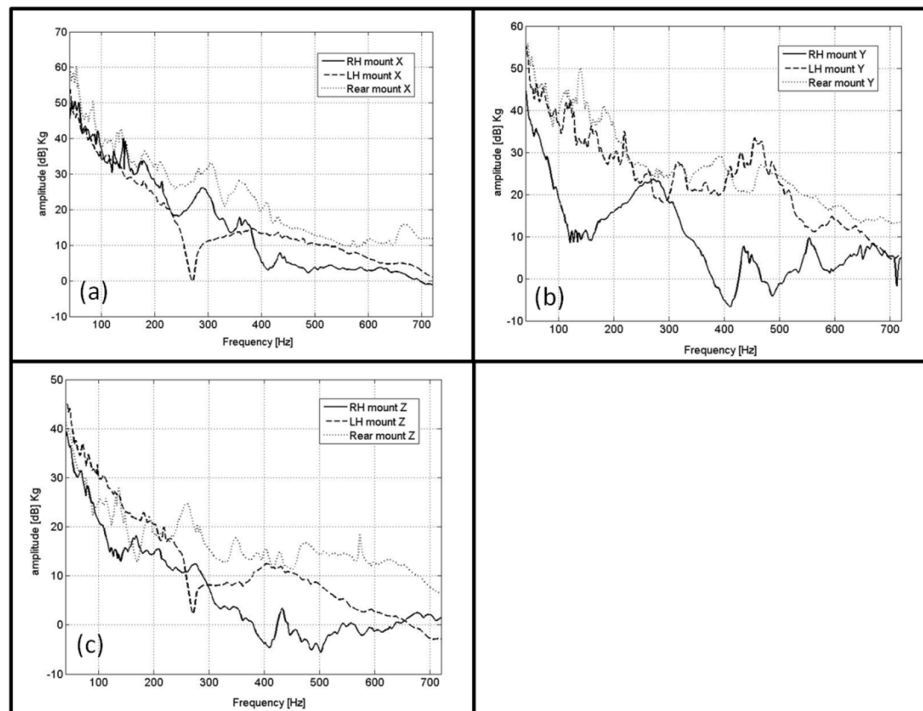 70
60
50
40
30
20
10
0
-10
100 200 300 400 500 600 700
Frequency [Hz]
amplitude [dB] Kg
RH mount X
LH mount X
Rear mount X
(a)
60
50
40
30
20
10
0
-10
100 200 300 400 500 600 700
Frequency [Hz]
amplitude [dB] Kg
RH mount Y
LH mount Y
Rear mount Y
(b)
50
40
30
20
10
0
-10
100 200 300 400 500 600 700
Frequency [Hz]
amplitude [dB] Kg
RH mount Z
LH mount Z
Rear mount Z
(c)